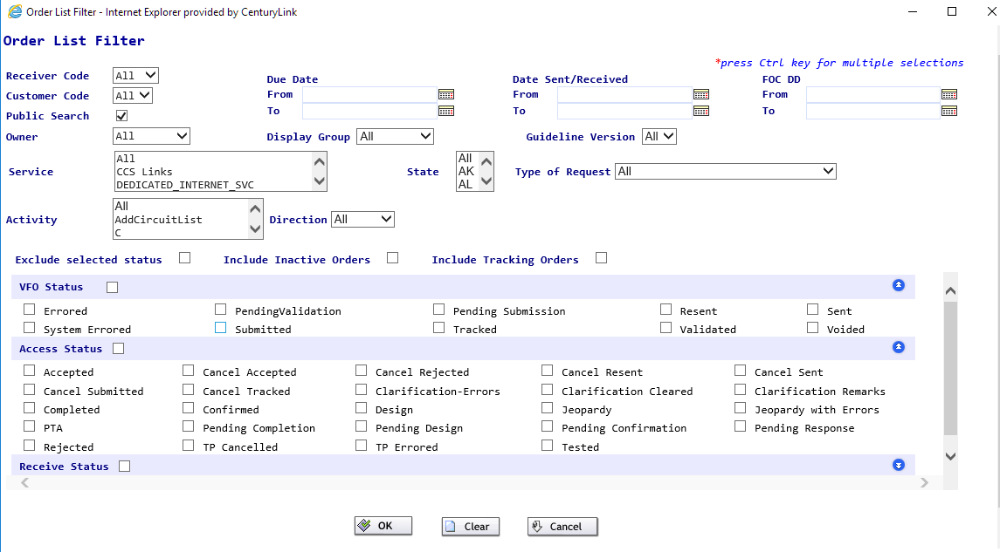 Order List Filter - Internet Explorer provided by CenturyLink
Order List Filter
*press Ctrl key for multiple selections
Receiver Code All Due Date Date Sent/Received FOC DD
Customer Code All From From From
Public Search To To To
Owner All Display Group All Guideline Version All
Service All
CCS Links
DEDICATED_INTERNET_SVC
State All
AK
AL
Type of Request All
Activity All
AddCircuitList
C
Direction All
Exclude selected status Include Inactive Orders Include Tracking Orders
VFO Status
Errored PendingValidation Pending Submission Resent Sent
System Errored Submitted Tracked Validated Voided
Access Status
Accepted Cancel Accepted Cancel Rejected Cancel Resent Cancel Sent
Cancel Submitted Cancel Tracked Clarification-Errors Clarification Cleared Clarification Remarks
Completed Confirmed Design Jeopardy Jeopardy with Errors
PTA Pending Completion Pending Design Pending Confirmation Pending Response
Rejected TP Cancelled TP Errored Tested
Receive Status
OK Clear Cancel